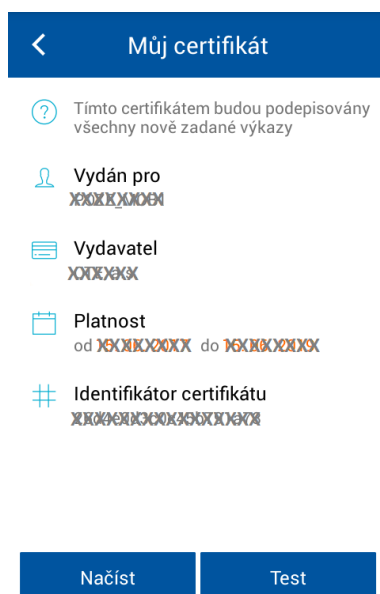 Můj certifikát
Tímto certifikátem budou podepisovány
všechny nově zadané výkazy
Vydán pro
Vydavatel
Platnost
od do
Identifikátor certifikátu
Načíst Test